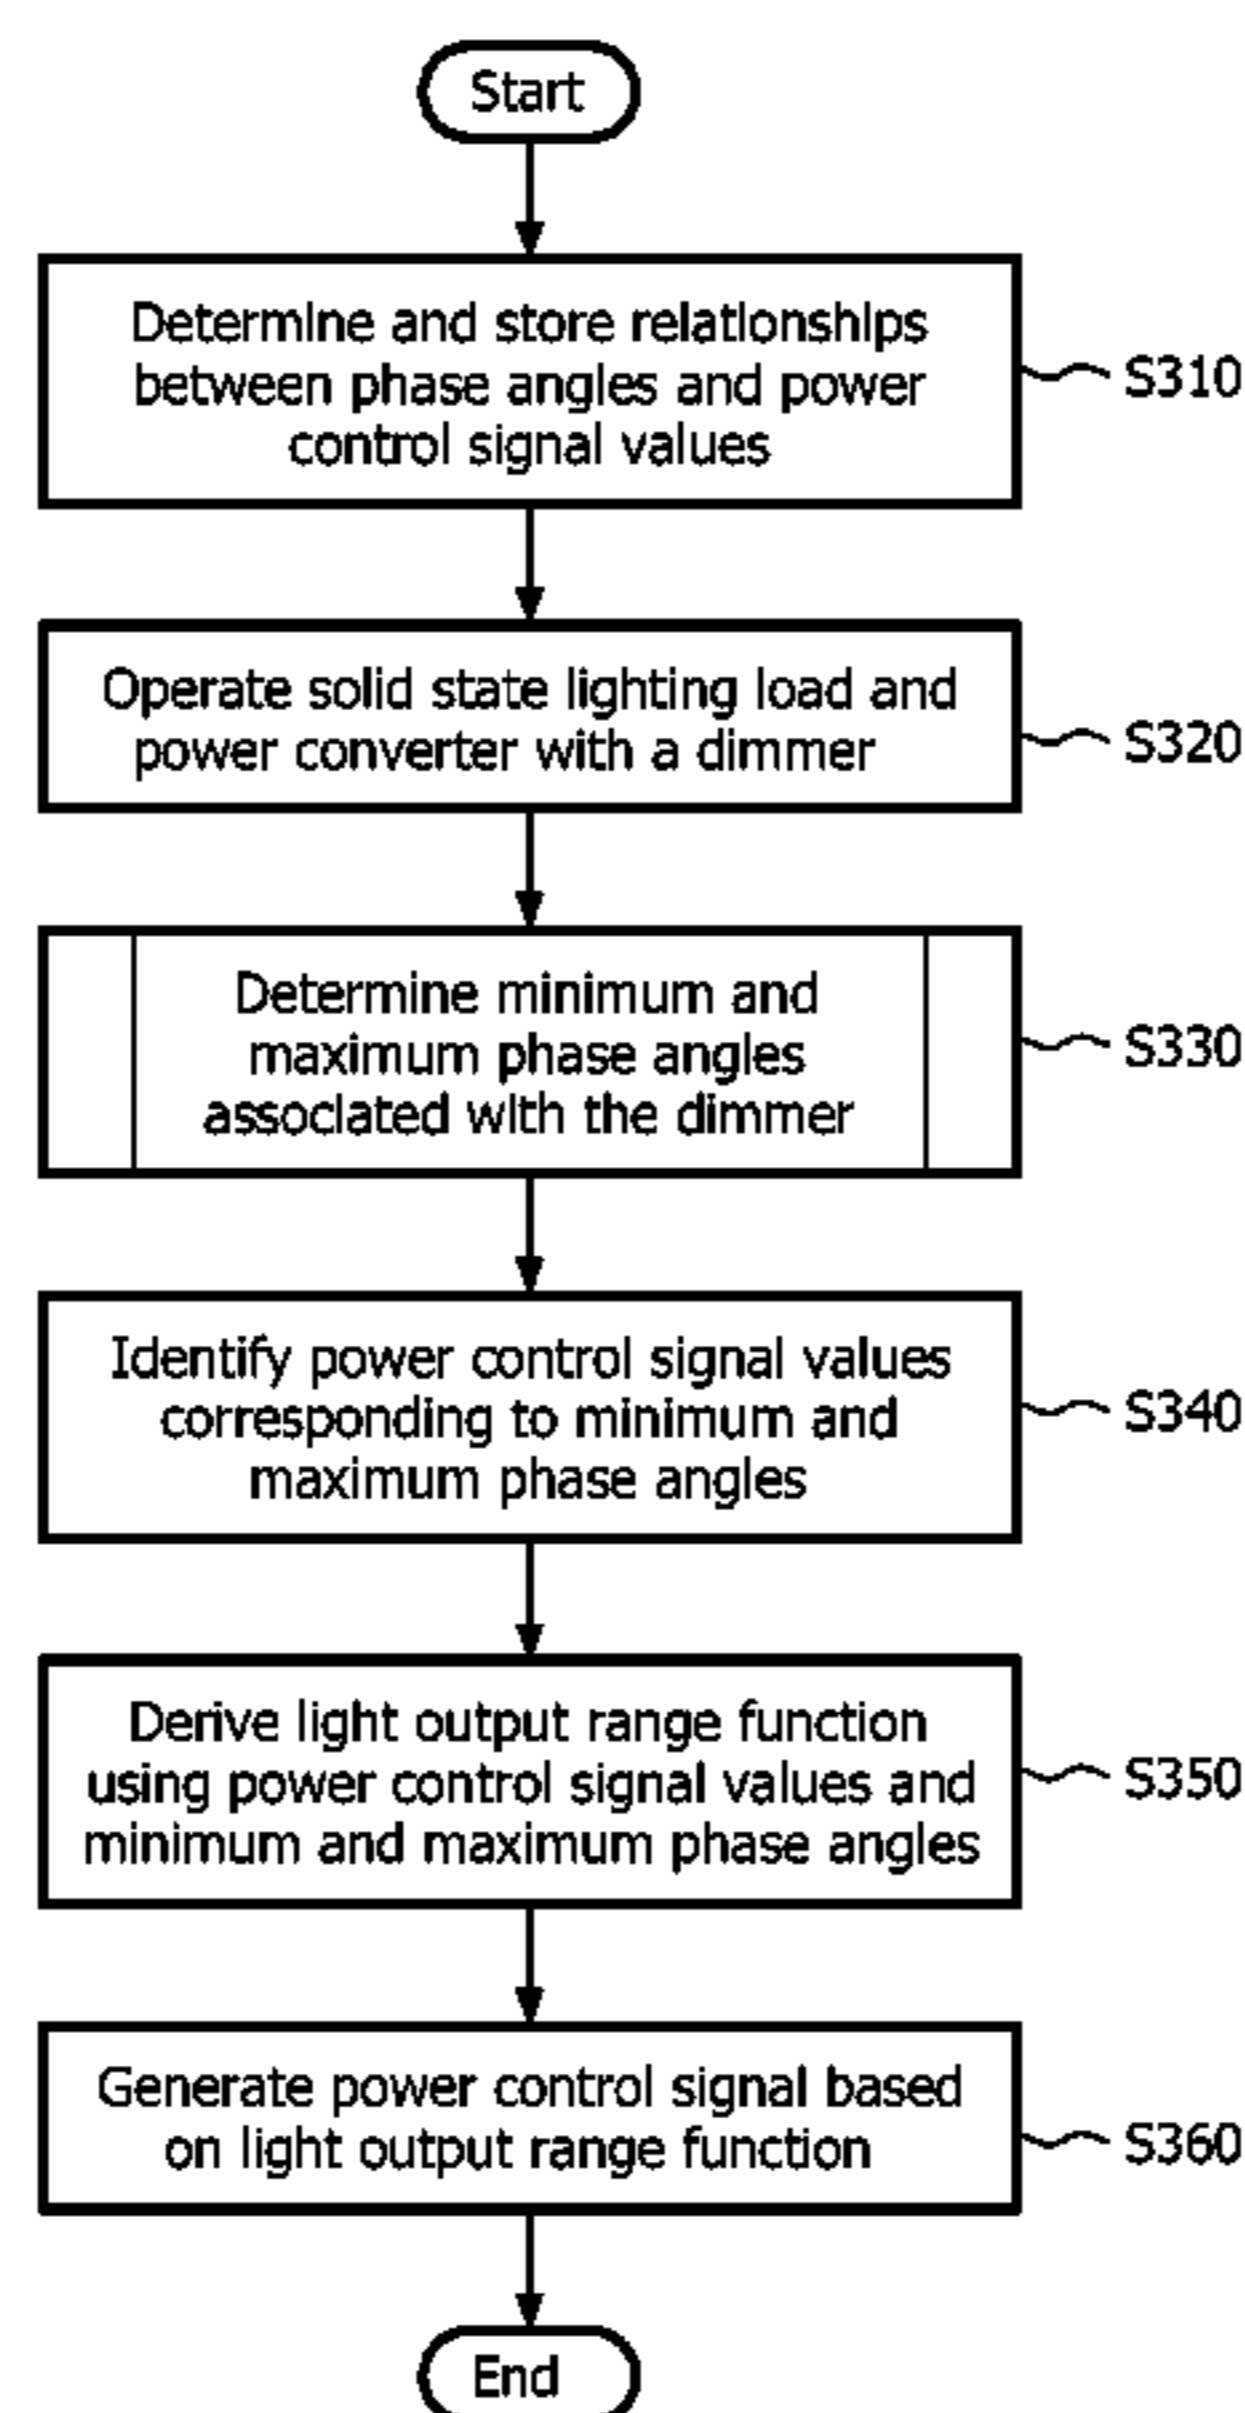 Start
Determine and store relationships
between phase angles and power
control signal values
S310
Operate solid state lighting load and
power converter with a dimmer
S320
Determine minimum and
maximum phase angles
associated with the dimmer
S330
Identify power control signal values
corresponding to minimum and
maximum phase angles
S340
Derive light output range function
using power control signal values and
minimum and maximum phase angles
S350
Generate power control signal based
on light output range function
S360
End